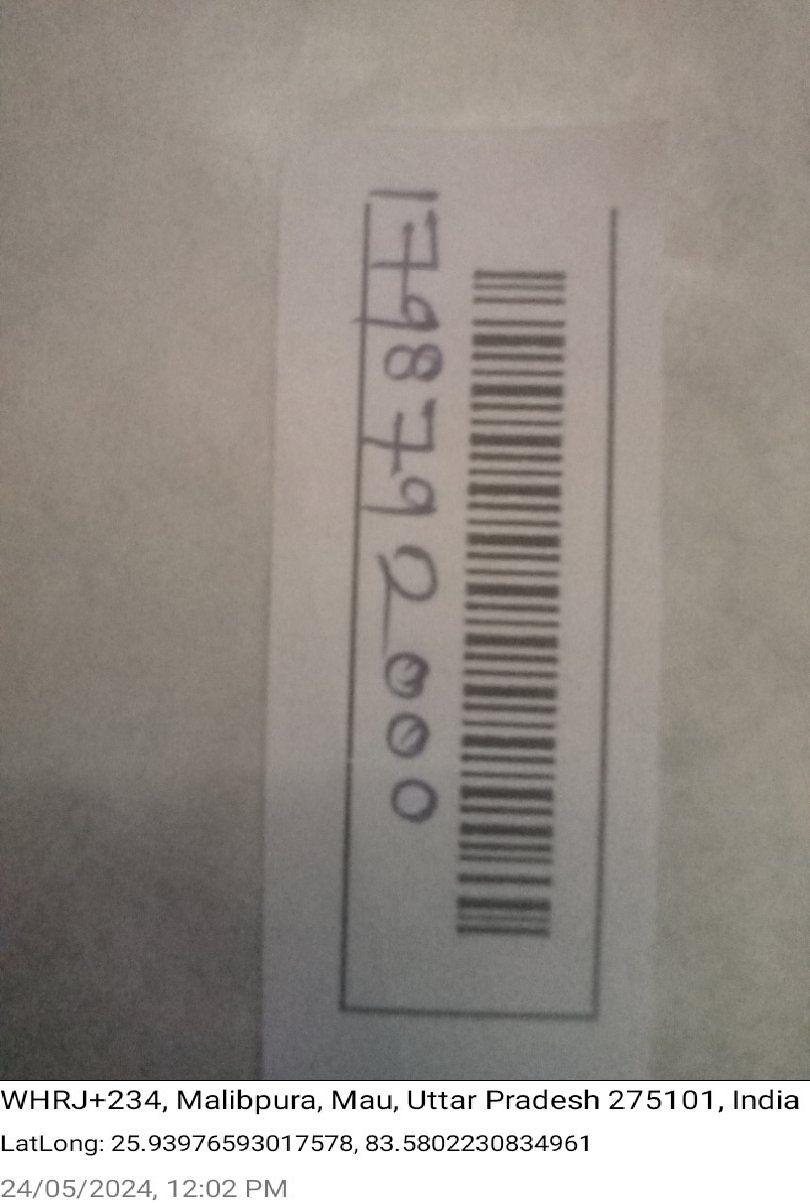 1798792000
WHRJ+234, Malibpura, Mau, Uttar Pradesh 275101, India
LatLong: 25.93976593017578, 83.5802230834961
24/05/2024, 12:02 PM